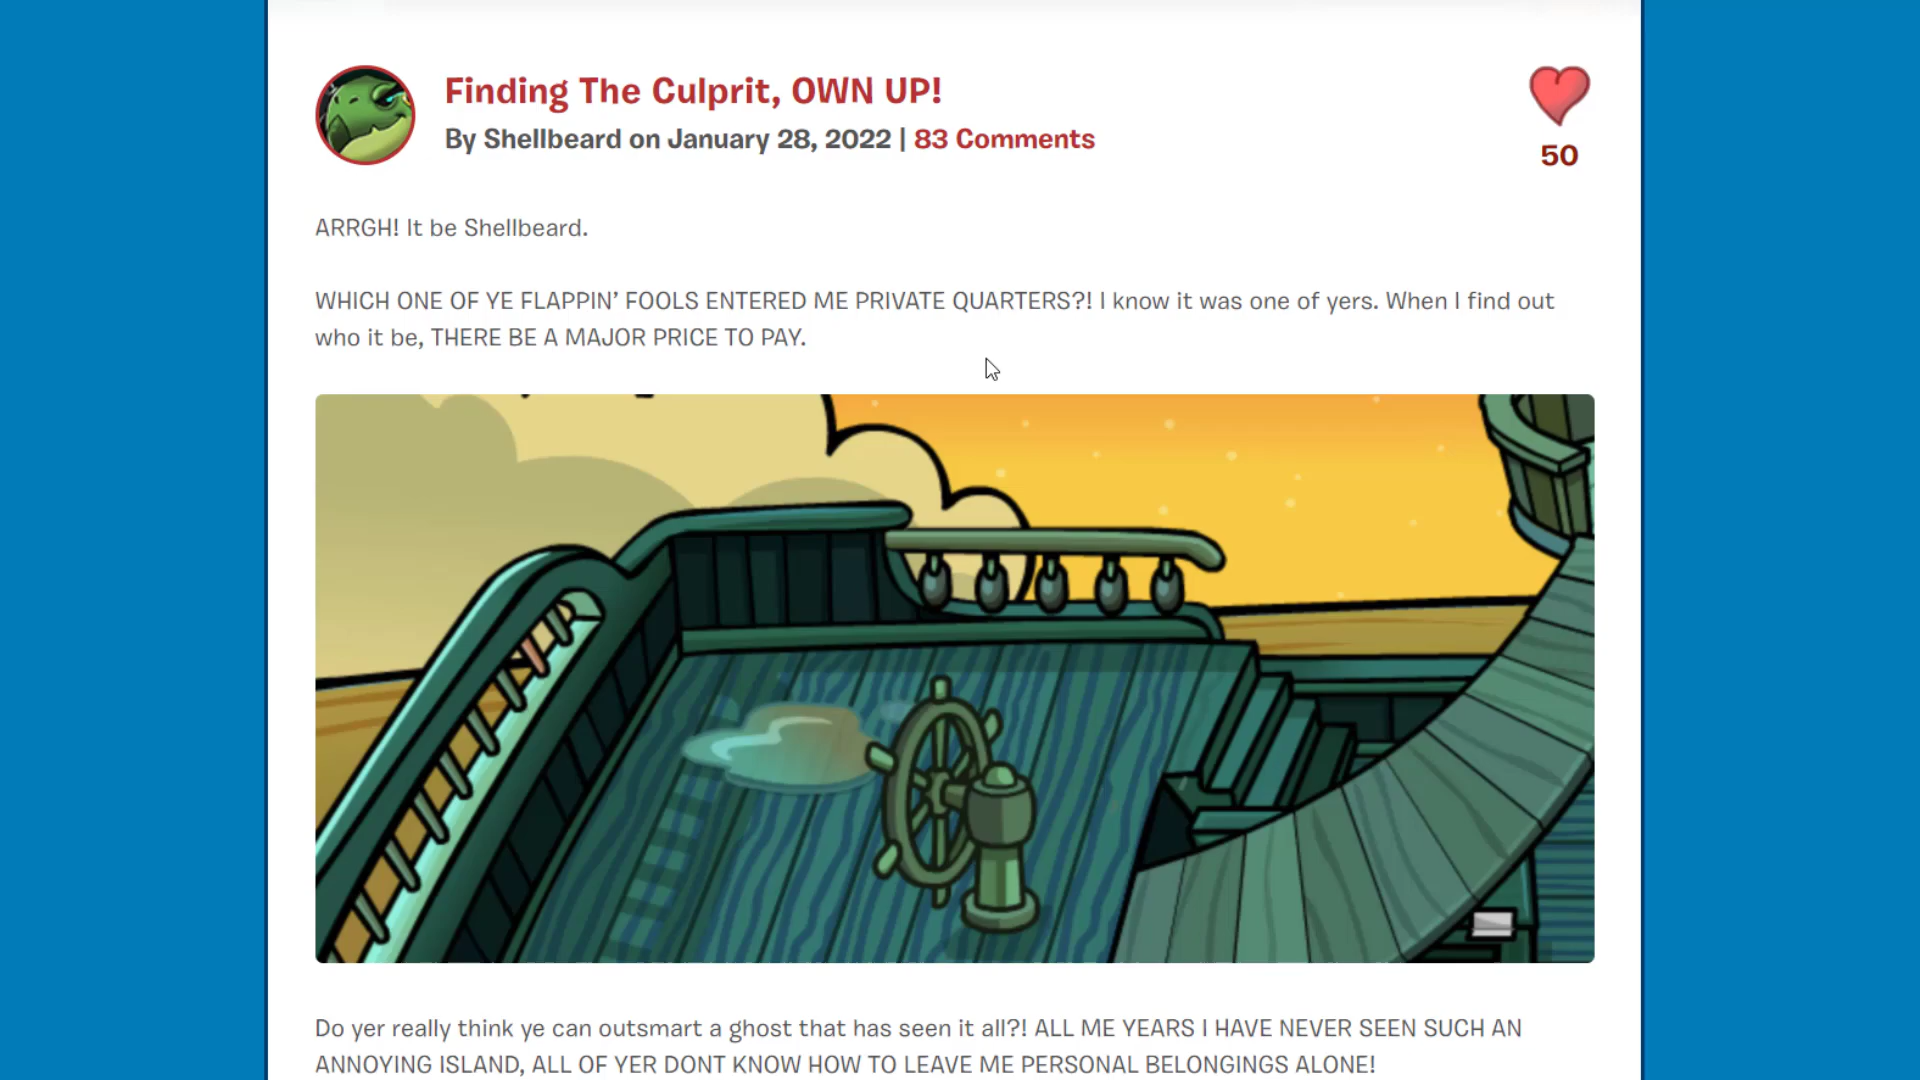 Finding The Culprit, OWN UP!
By Shellbeard on January 28, 2022 | 83 Comments
50
ARRGH! It be Shellbeard.
WHICH ONE OF YE FLAPPIN’ FOOLS ENTERED ME PRIVATE QUARTERS?! I know it was one of yers. When I find out
who it be, THERE BE A MAJOR PRICE TO PAY.
Do yer really think ye can outsmart a ghost that has seen it all?! ALL ME YEARS I HAVE NEVER SEEN SUCH AN
ANNOYING ISLAND, ALL OF YER DONT KNOW HOW TO LEAVE ME PERSONAL BELONGINGS ALONE!